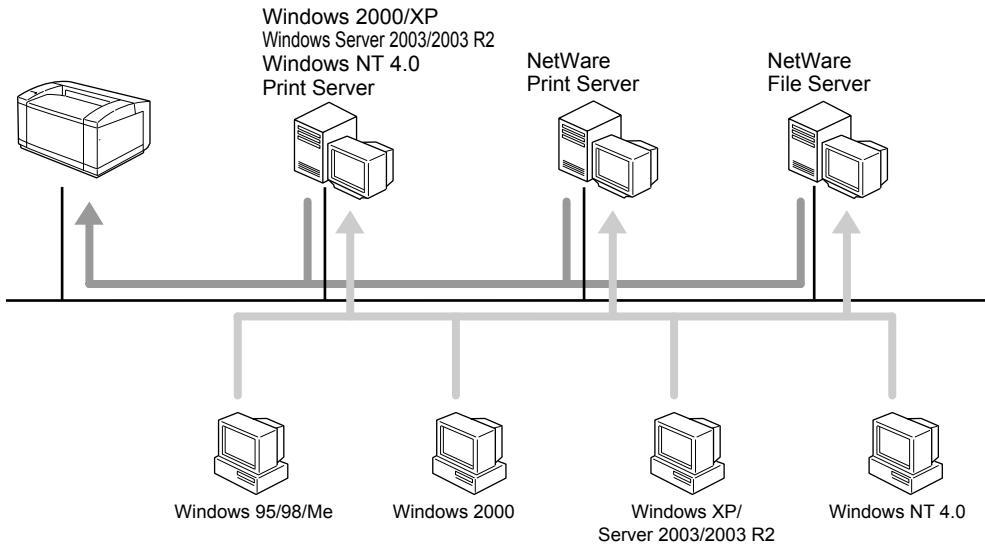 Windows 2000/XP
Windows Server 2003/2003 R2
Windows NT 4.0
Print Server
NetWare
Print Server
NetWare
File Server
Windows 95/98/Me
Windows 2000
Windows XP/
Server 2003/2003 R2
Windows NT 4.0